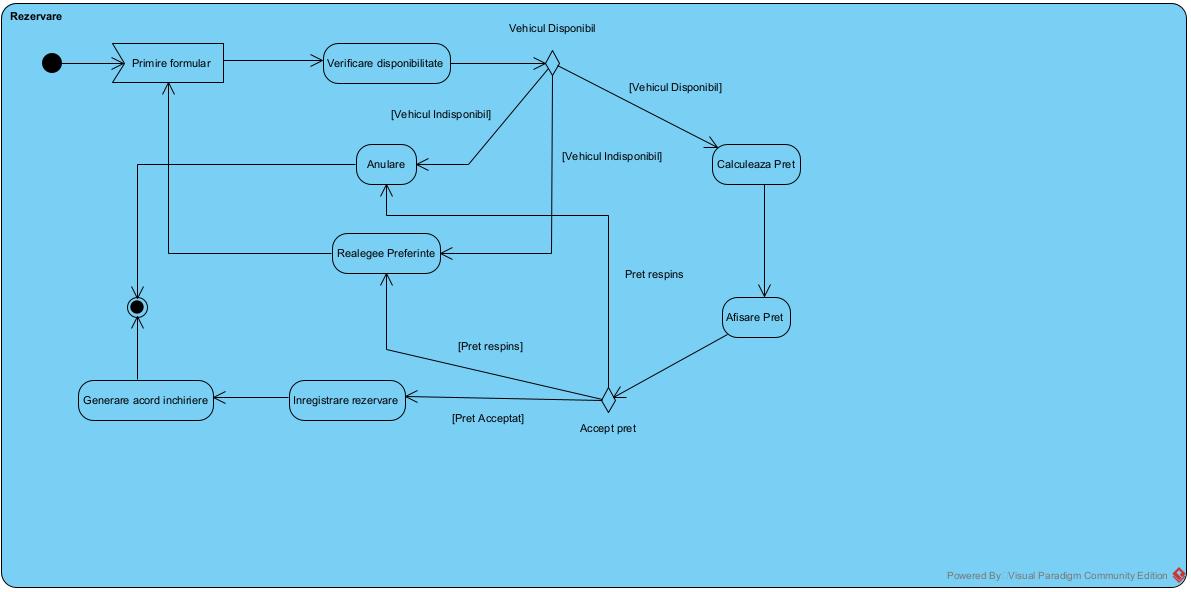 Rezervare
Vehicul Disponibil
Primire formular
Verificare disponibilitate
[Vehicul Disponibil]
[Vehicul Indisponibil]
[Vehicul Indisponibil]
Anulare
Calculeaza Pret
Realegee Preferinte
Pret respins
Afisare Pret
[Pret respins]
Generare acord inchiriere
Inregistrare rezervare
[Pret Acceptat]
Accept pret
Powered By Visual Paradigm Community Edition